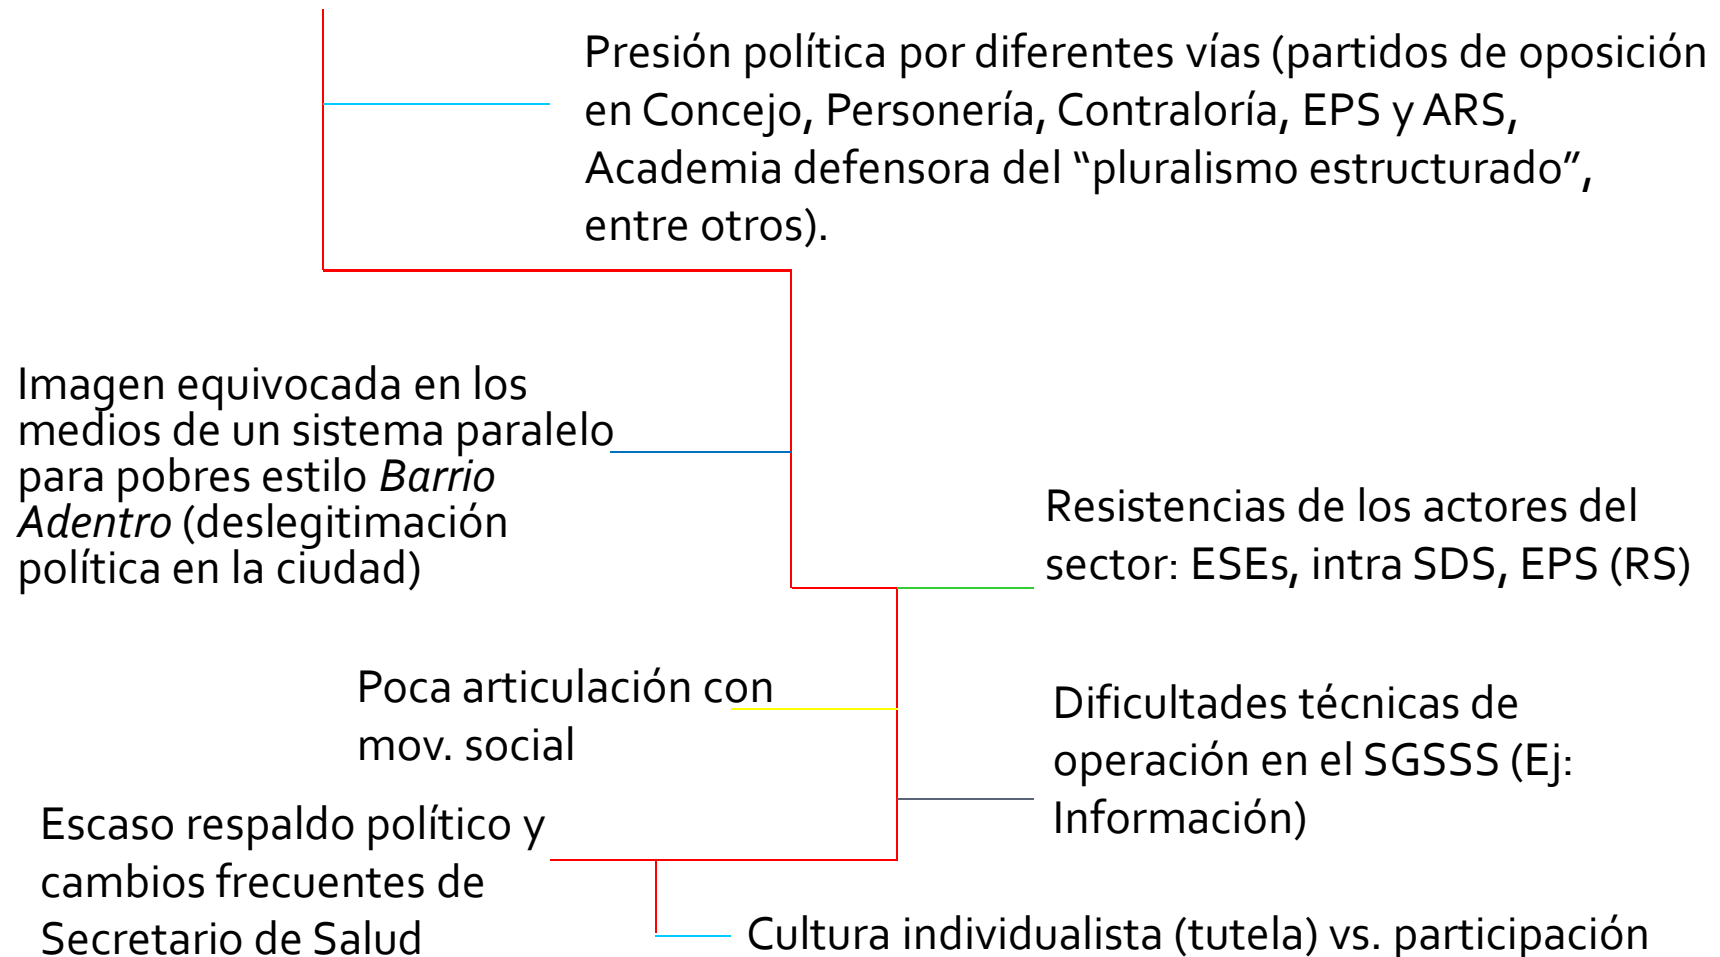 Presión política por diferentes vías (partidos de oposición
en Concejo, Personería, Contraloría, EPS y ARS,
Academia defensora del “pluralismo estructurado”,
entre otros).
Imagen equivocada en los
medios de un sistema paralelo
para pobres estilo Barrio
Adentro (deslegitimación
política en la ciudad)
Resistencias de los actores del
sector: ESEs, intra SDS, EPS (RS)
Poca articulación con
mov. social
Dificultades técnicas de
operación en el SGSSS (Ej:
Información)
Escaso respaldo político y
cambios frecuentes de
Secretario de Salud
Cultura individualista (tutela) vs. participación